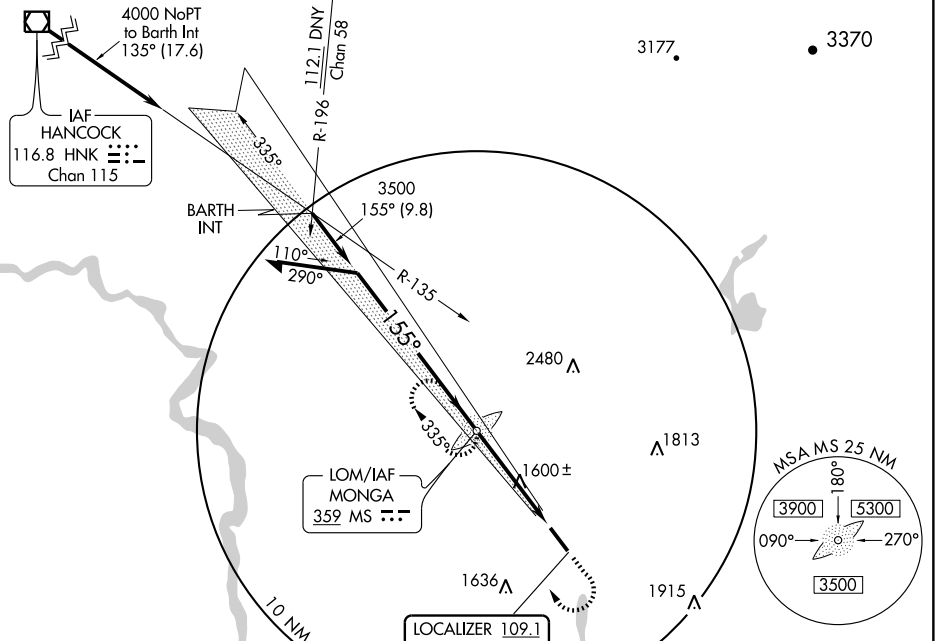 4000 NoPT
to Barth Int
135° (17.6)
112.1 DNY
Chan 58
R-196
3177
3370
IAF
HANCOCK
116.8 HNK
Chan 115
335°
3500
155° (9.8)
BARTH
INT
110°
290°
R-135
155°
2480
335°
1813
1600 ±
LOM/IAF
MONGA
359 MS
MSA MS 25 NM
180°
3900
5300
090°
270°
3500
1636
1915
10 NM
LOCALIZER 109.1